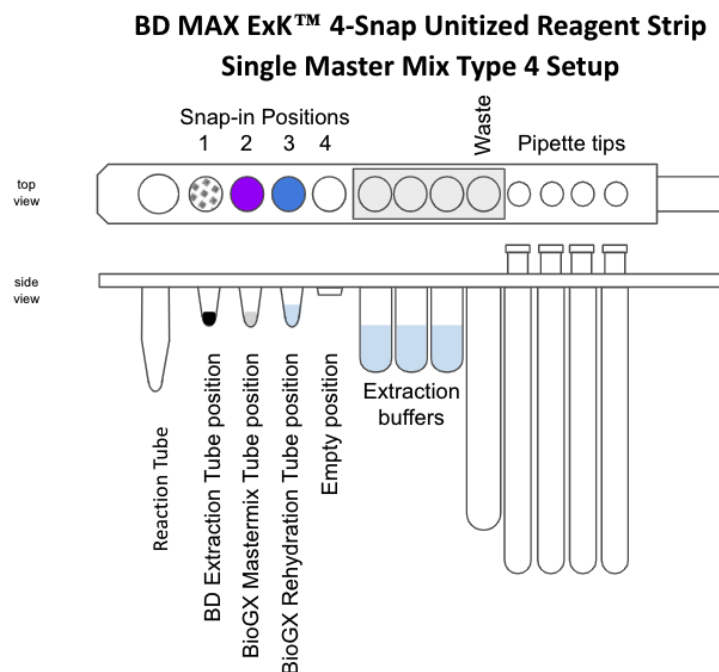 BD MAX ExK™ 4-Snap Unitized Reagent Strip
Single Master Mix Type 4 Setup
Snap-in Positions
1 2 3 4
Waste
Pipette tips
top
view
side
view
Reaction Tube
BD Extraction Tube position
BioGX Mastermix Tube position
BioGX Rehydration Tube position
Empty position
Extraction
buffers